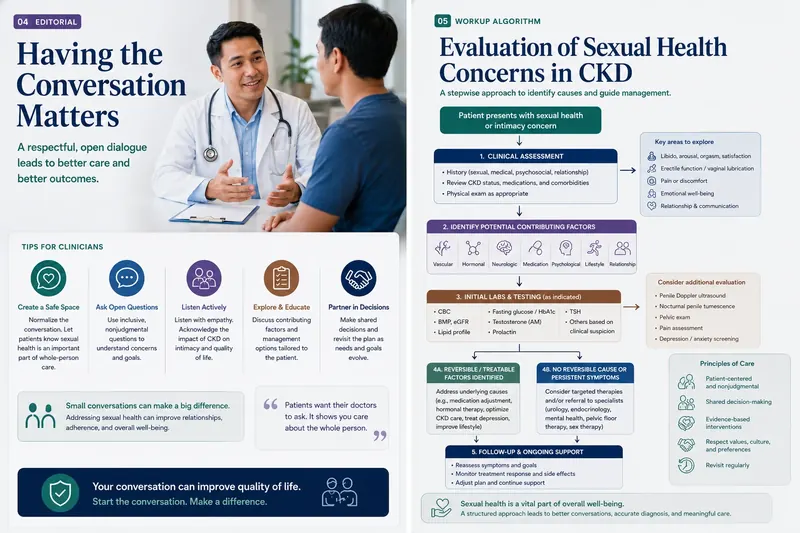 04 EDITORIAL
Having the
Conversation
Matters
A respectful, open dialogue
leads to better care and
better outcomes.
TIPS FOR CLINICIANS
Create a Safe Space
Normalize the
conversation. Let
patients know sexual
health is an important
part of whole-person
care.
Ask Open Questions
Use inclusive,
nonjudgmental
questions to
understand concerns
and goals.
Listen Actively
Listen with empathy.
Acknowledge the
impact of CKD on
intimacy and quality
of life.
Explore & Educate
Discuss contributing
factors and
management
options tailored to
the patient.
Partner in Decisions
Make shared
decisions and
revisit the plan as
needs and goals
evolve.
Small conversations can make a big difference.
Addressing sexual health can improve relationships,
adherence, and overall well-being.
“ Patients want their doctors
to ask. It shows you care
about the whole person. ”
Your conversation can improve quality of life.
Start the conversation. Make a difference.
05 WORKUP ALGORITHM
Evaluation of Sexual Health
Concerns in CKD
A stepwise approach to identify causes and guide management.
Patient presents with sexual health
or intimacy concern
1. CLINICAL ASSESSMENT
• History (sexual, medical, psychosocial, relationship)
• Review CKD status, medications, and comorbidities
• Physical exam as appropriate
Key areas to explore
Libido, arousal, orgasm, satisfaction
Erectile function / vaginal lubrication
Pain or discomfort
Emotional well-being
Relationship & communication
2. IDENTIFY POTENTIAL CONTRIBUTING FACTORS
Vascular
Hormonal
Neurologic
Medication
Psychological
Lifestyle
Relationship
3. INITIAL LABS & TESTING (as indicated)
• CBC
• BMP, eGFR
• Lipid profile
• Fasting glucose / HbA1c
• Testosterone (AM)
• Prolactin
• TSH
• Others based on
clinical suspicion
Consider additional evaluation
• Penile Doppler ultrasound
• Nocturnal penile tumescence
• Pelvic exam
• Pain assessment
• Depression / anxiety screening
4A. REVERSIBLE / TREATABLE
FACTORS IDENTIFIED
Address underlying causes
(e.g., medication adjustment,
hormonal therapy, optimize
CKD care, treat depression,
improve lifestyle)
4B. NO REVERSIBLE CAUSE OR
PERSISTENT SYMPTOMS
Consider targeted therapies
and/or referral to specialists
(urology, endocrinology,
mental health, pelvic floor
therapy, sex therapy)
Principles of Care
Patient-centered
and nonjudgmental
Shared decision-making
Evidence-based
interventions
Respect values, culture,
and preferences
Revisit regularly
5. FOLLOW-UP & ONGOING SUPPORT
• Reassess symptoms and goals
• Monitor treatment response and side effects
• Adjust plan and continue support
Sexual health is a vital part of overall well-being.
A structured approach leads to better conversations, accurate diagnosis, and meaningful care.